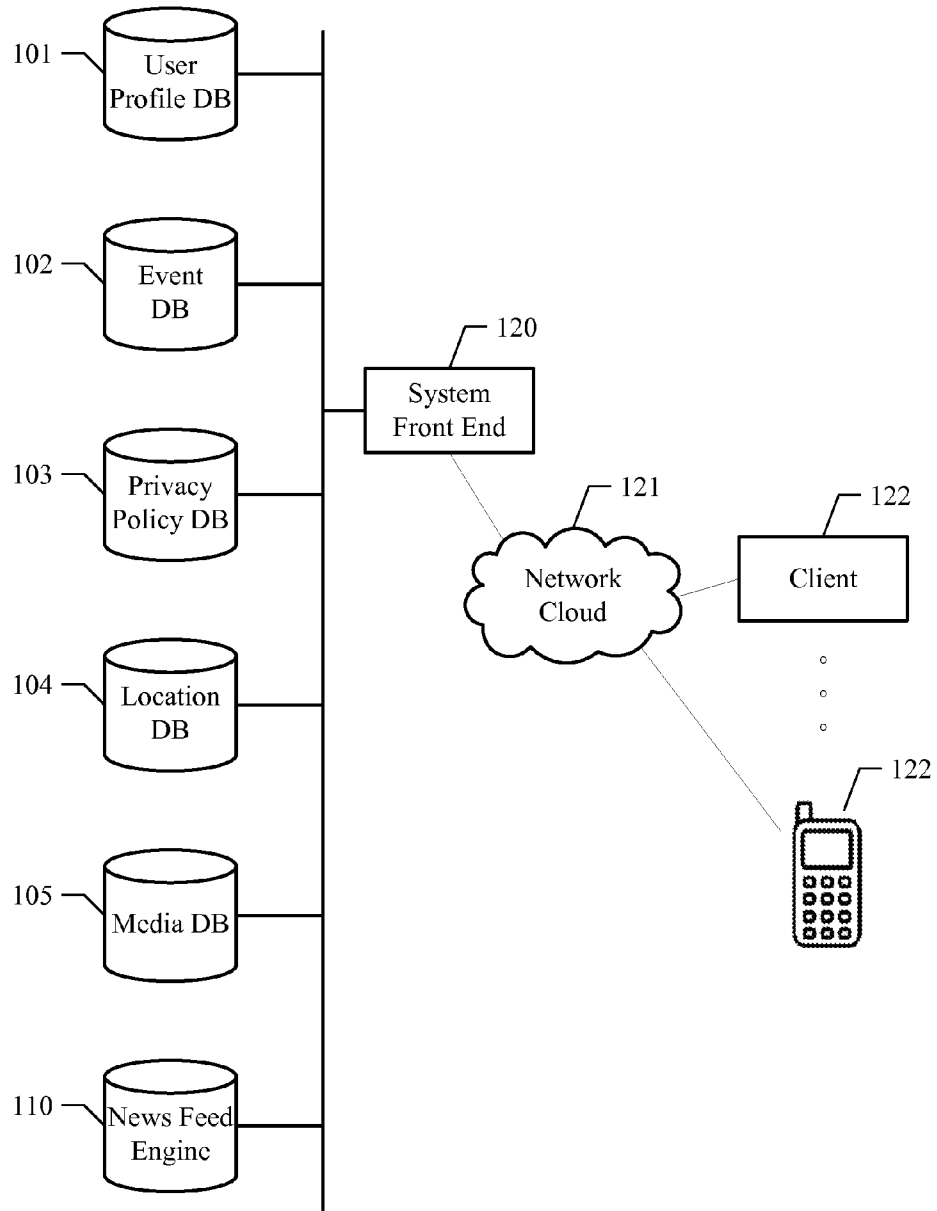 101
User
Profile DB
102
Event
DB
120
System
Front End
103
Privacy
Policy DB
121
Network
Cloud
122
Client
104
Location
DB
122
105
Media DB
110
News Feed
Engine